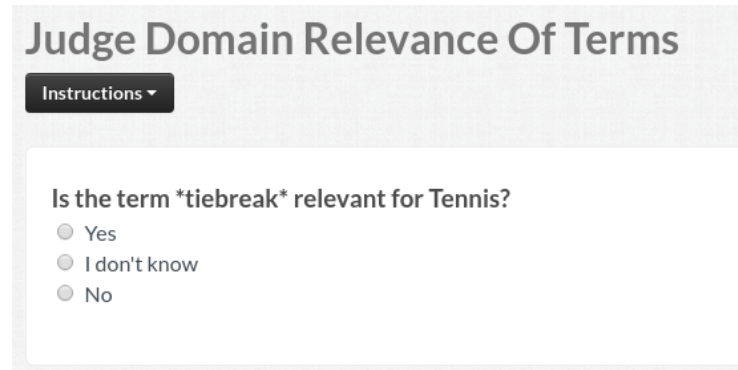 Judge Domain Relevance Of Terms
Instructions
Is the term *tiebreak* relevant for Tennis?
Yes
I don't know
No